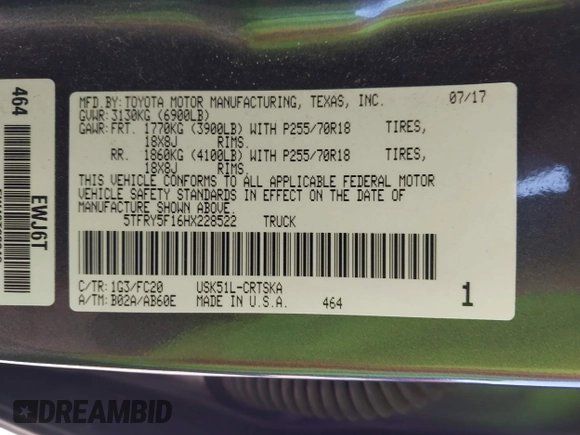 MFD.BY:TOYOTA MOTOR MANUFACTURING, TEXAS, INC. 07/17
GVWR:3130KG (6900LB)
GAWR:FRT. 1770KG (3900LB) WITH P255/70R18 TIRES,
18X8J RIMS.
RR. 1860KG (4100LB) WITH P255/70R18 TIRES,
18X8J RIMS.
THIS VEHICLE CONFORMS TO ALL APPLICABLE FEDERAL MOTOR
VEHICLE SAFETY STANDARDS IN EFFECT ON THE DATE OF
MANUFACTURE SHOWN ABOVE.
5TFRY5F16HX228522 TRUCK
C/TR:1G3/FC20 USK51L-CRTSKA
A/TM:B02A/AB60E MADE IN U.S.A. 464 1
464
EWJ6T
DREAMBID